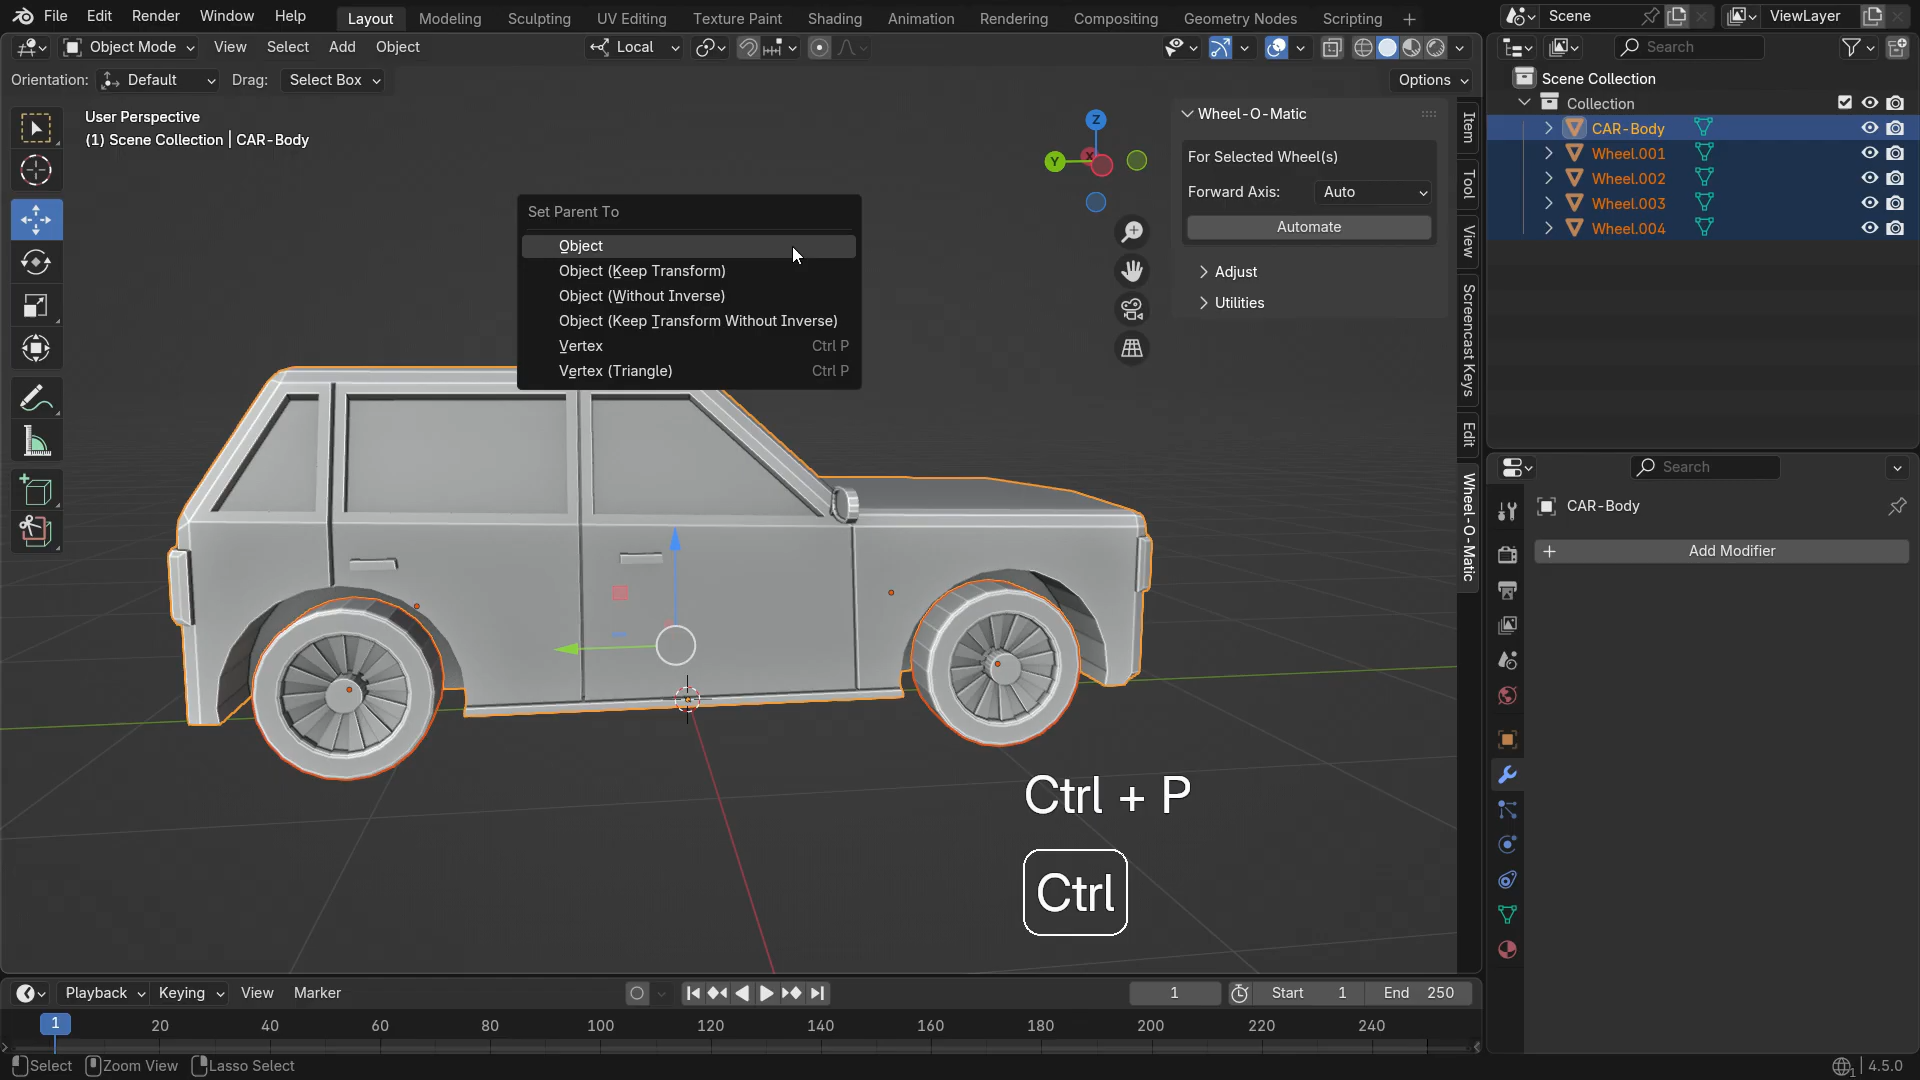 File Edit Render Window Help Layout Modeling Sculpting UV Editing Texture Paint Shading Animation Rendering Compositing Geometry Nodes Scripting + Scene ViewLayer
Object Mode View Select Add Object Local Search
Orientation: Default Drag: Select Box Options
User Perspective
(1) Scene Collection | CAR-Body
Z
Y
X
Wheel-O-Matic
For Selected Wheel(s)
Forward Axis: Auto
Automate
Adjust
Utilities
Item
Tool
View
Screencast Keys
Edit
Wheel-O-Matic
Set Parent To
Object
Object (Keep Transform)
Object (Without Inverse)
Object (Keep Transform Without Inverse)
Vertex Ctrl P
Vertex (Triangle) Ctrl P
Scene Collection
Collection
CAR-Body
Wheel.001
Wheel.002
Wheel.003
Wheel.004
Search
CAR-Body
+ Add Modifier
Ctrl + P
Ctrl
Playback Keying View Marker 1 Start 1 End 250
1 20 40 60 80 100 120 140 160 180 200 220 240
Select Zoom View Lasso Select 1 4.5.0